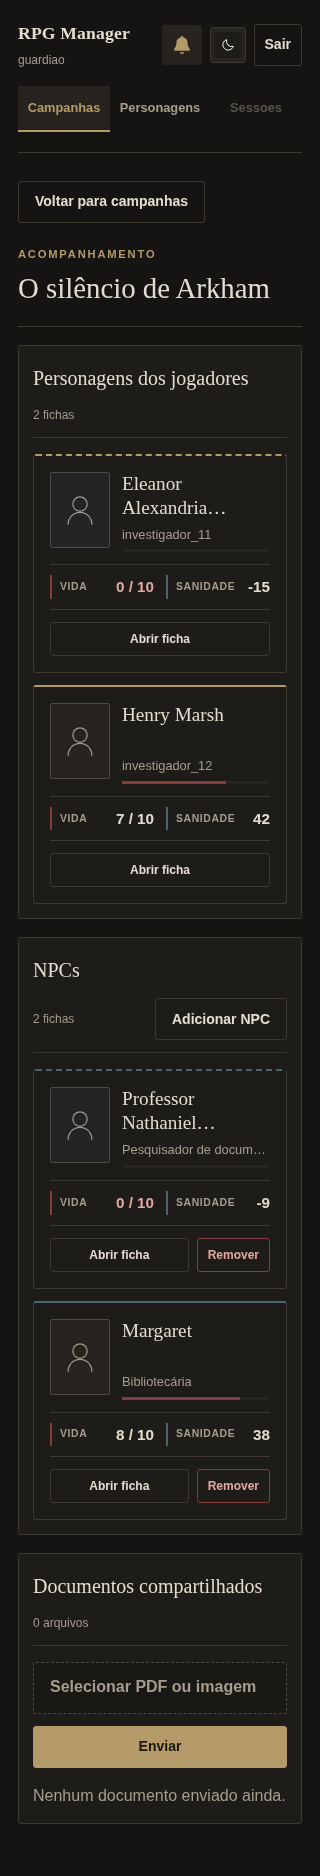 RPG Manager
guardiao
Sair
Campanhas Personagens Sessoes
Voltar para campanhas
ACOMPANHAMENTO
O silêncio de Arkham
Personagens dos jogadores
2 fichas
Eleanor
Alexandria…
investigador_11
VIDA 0 / 10 SANIDADE -15
Abrir ficha
Henry Marsh
investigador_12
VIDA 7 / 10 SANIDADE 42
Abrir ficha
NPCs
2 fichas Adicionar NPC
Professor
Nathaniel…
Pesquisador de docum…
VIDA 0 / 10 SANIDADE -9
Abrir ficha Remover
Margaret
Bibliotecária
VIDA 8 / 10 SANIDADE 38
Abrir ficha Remover
Documentos compartilhados
0 arquivos
Selecionar PDF ou imagem
Enviar
Nenhum documento enviado ainda.